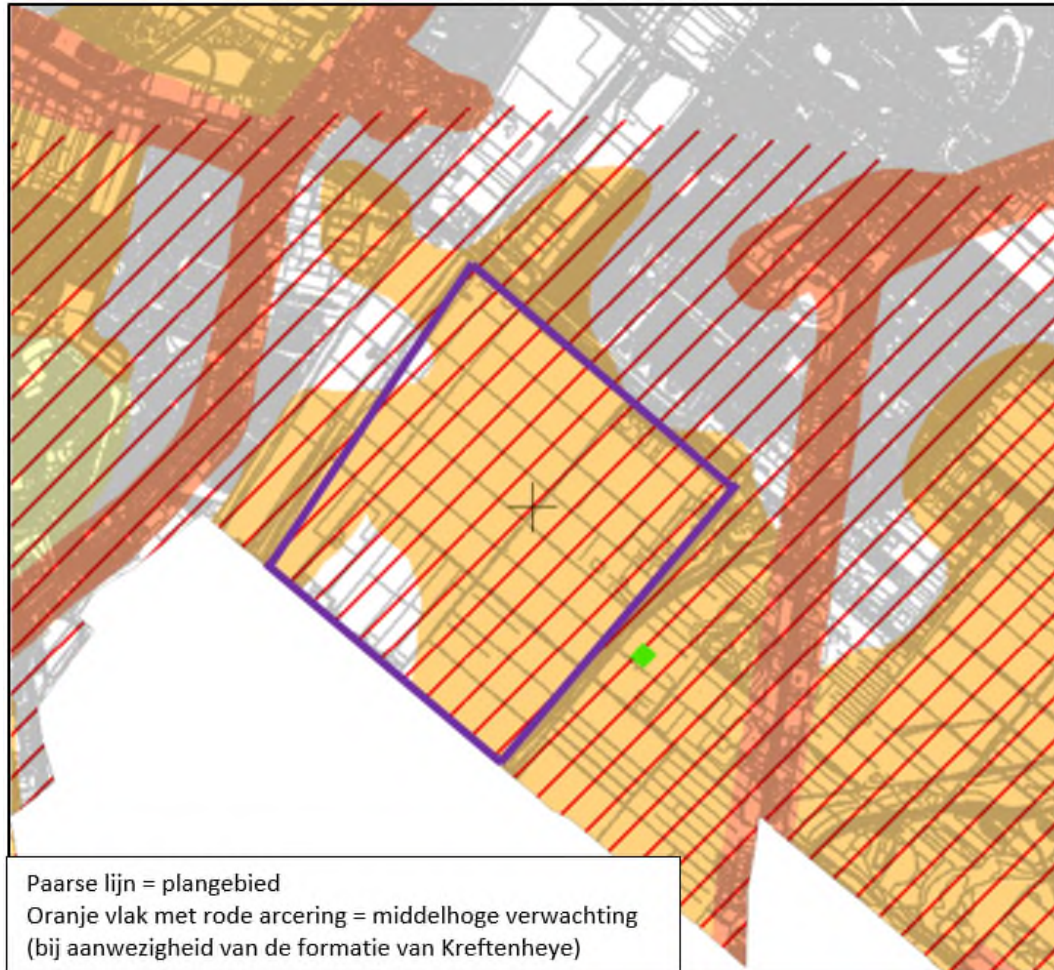 Paarse lijn = plangebied
Oranje vlak met rode arcering = middelhoge verwachting
(bij aanwezigheid van de formatie van Kreftenheye)